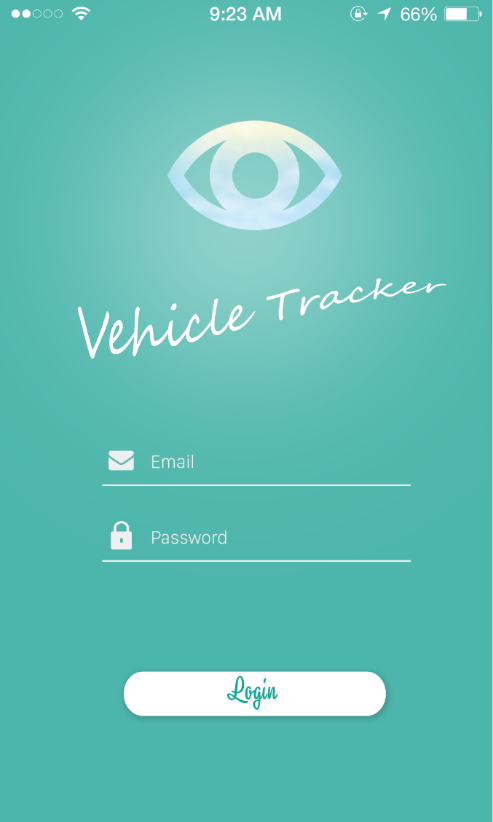 9:23 AM 66%
Vehicle Tracker
Email
Password
Login